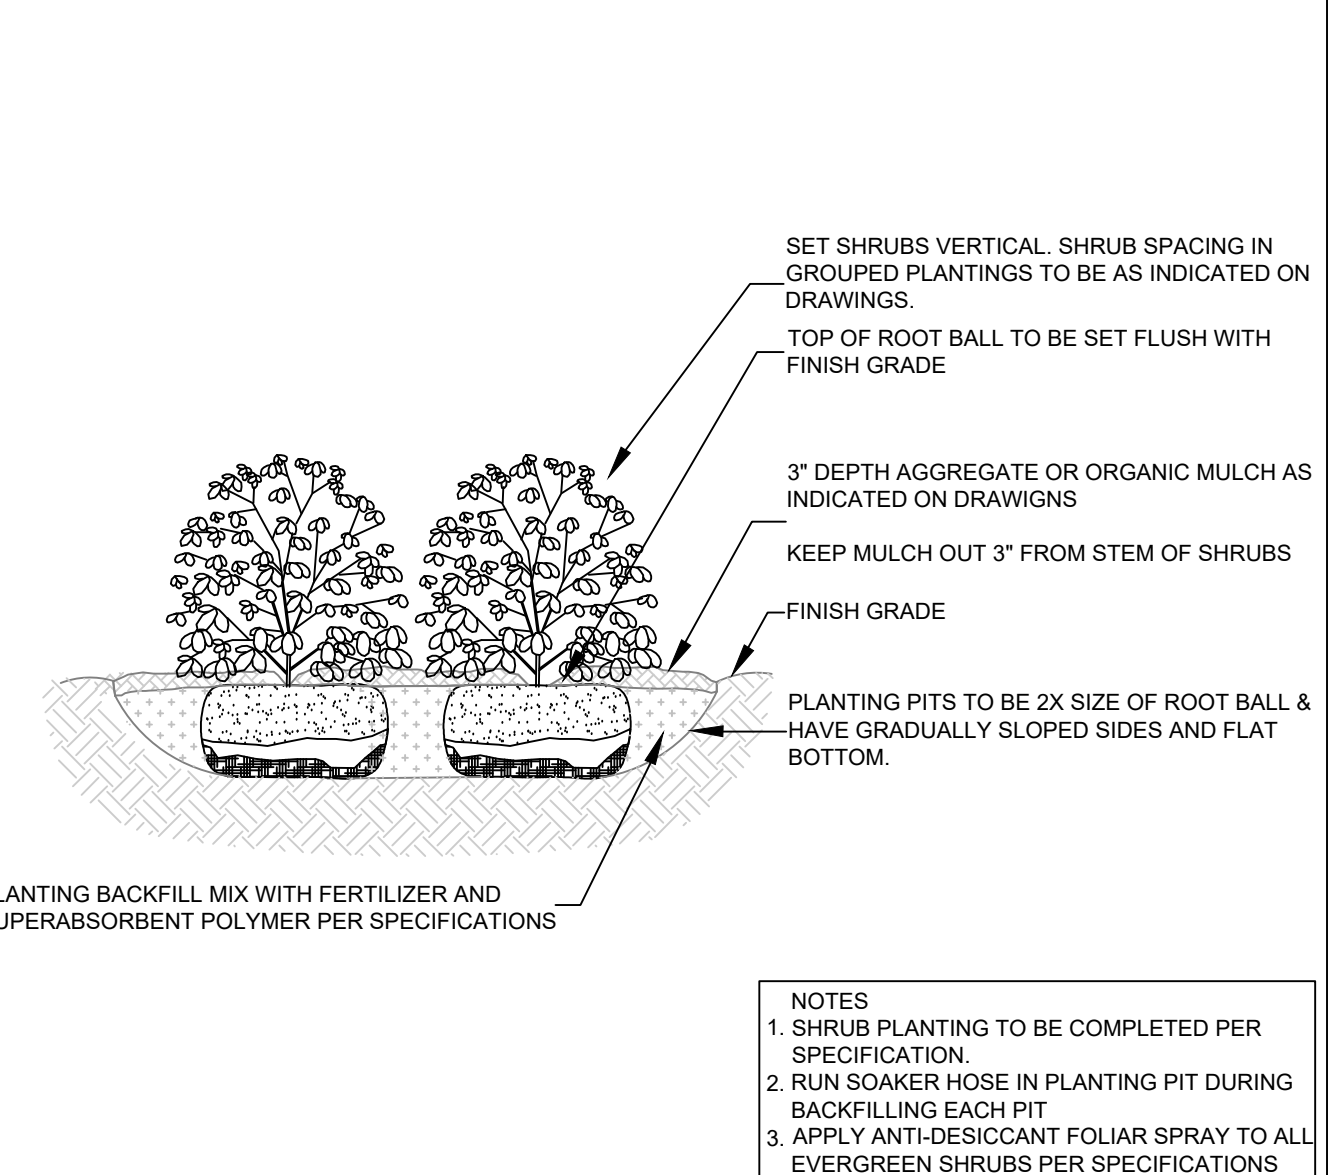 SET SHRUBS VERTICAL. SHRUB SPACING IN
GROUPED PLANTINGS TO BE AS INDICATED ON
DRAWINGS.
TOP OF ROOT BALL TO BE SET FLUSH WITH
FINISH GRADE
3" DEPTH AGGREGATE OR ORGANIC MULCH AS
INDICATED ON DRAWIGNS
KEEP MULCH OUT 3" FROM STEM OF SHRUBS
FINISH GRADE
PLANTING PITS TO BE 2X SIZE OF ROOT BALL &
HAVE GRADUALLY SLOPED SIDES AND FLAT
BOTTOM.
LANTING BACKFILL MIX WITH FERTILIZER AND
UPERABSORBENT POLYMER PER SPECIFICATIONS
NOTES
1. SHRUB PLANTING TO BE COMPLETED PER
SPECIFICATION.
2. RUN SOAKER HOSE IN PLANTING PIT DURING
BACKFILLING EACH PIT
3. APPLY ANTI-DESICCANT FOLIAR SPRAY TO ALL
EVERGREEN SHRUBS PER SPECIFICATIONS